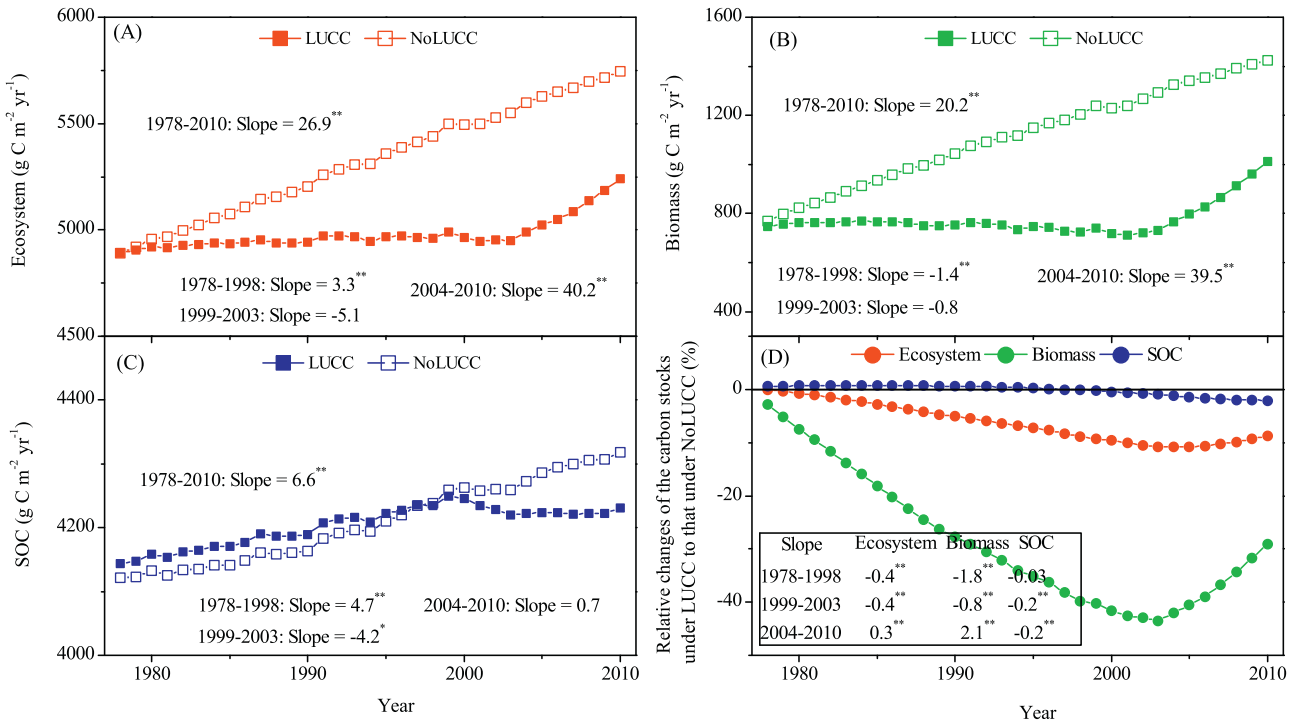 (A)
LUCC NoLUCC
6000
5500
5000
4500
Ecosystem (g C m⁻² yr⁻¹)
1978-2010: Slope = 26.9**
1978-1998: Slope = 3.3**
2004-2010: Slope = 40.2**
1999-2003: Slope = -5.1
(B)
LUCC NoLUCC
1600
1200
800
400
Biomass (g C m⁻² yr⁻¹)
1978-2010: Slope = 20.2**
1978-1998: Slope = -1.4**
2004-2010: Slope = 39.5**
1999-2003: Slope = -0.8
(C)
LUCC NoLUCC
4400
4200
4000
SOC (g C m⁻² yr⁻¹)
1978-2010: Slope = 6.6**
1978-1998: Slope = 4.7**
2004-2010: Slope = 0.7
1999-2003: Slope = -4.2*
1980 1990 2000 2010
Year
(D)
Ecosystem Biomass SOC
0
-20
-40
Relative changes of the carbon stocks
under LUCC to that under NoLUCC (%)
Slope Ecosystem Biomass SOC
1978-1998 -0.4** -1.8** -0.03
1999-2003 -0.4** -0.8** -0.2**
2004-2010 0.3** 2.1** -0.2**
1980 1990 2000 2010
Year